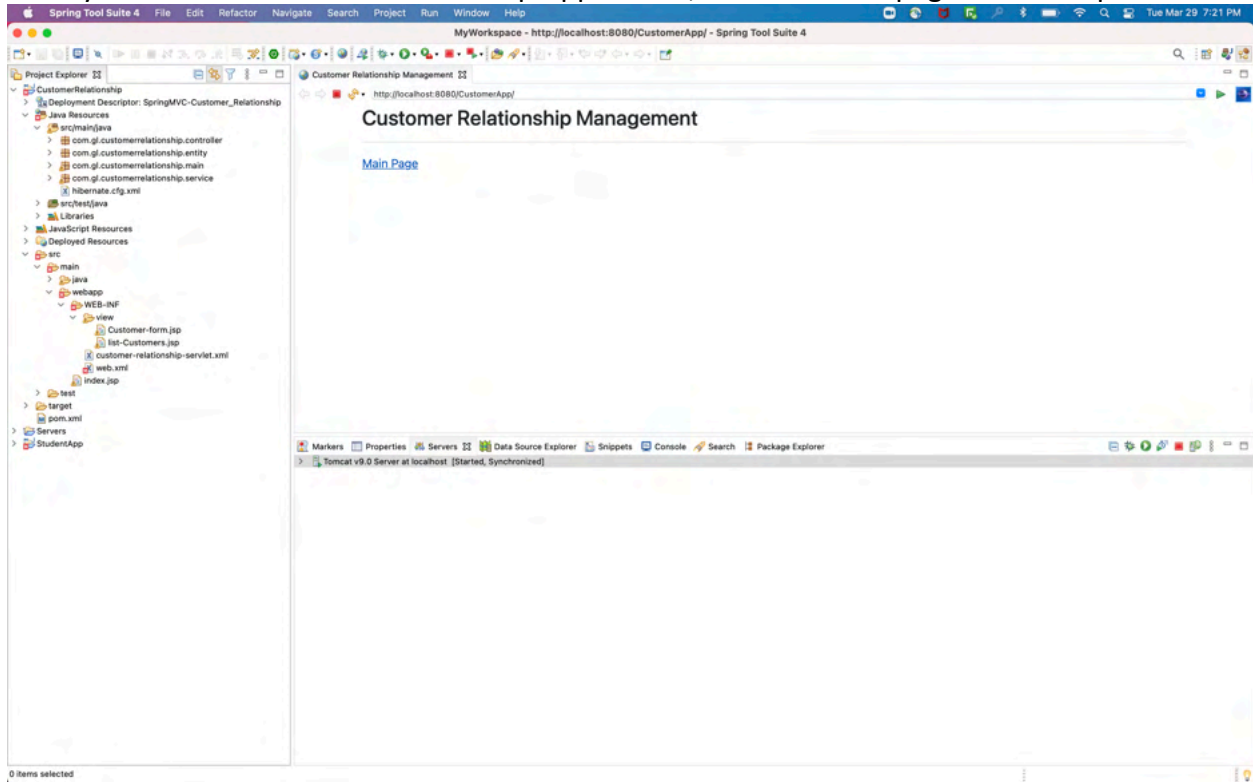 Spring Tool Suite 4 File Edit Refactor Navigate Search Project Run Window Help Tue Mar 29 7:21 PM
MyWorkspace - http://localhost:8080/CustomerApp/ - Spring Tool Suite 4
Project Explorer
Customer Relationship Management
CustomerRelationship
http://localhost:8080/CustomerApp/
Deployment Descriptor: SpringMVC-Customer_Relationship
Java Resources
Customer Relationship Management
src/main/java
com.gl.customerrelationship.controller
com.gl.customerrelationship.entity
Main Page
com.gl.customerrelationship.main
com.gl.customerrelationship.service
hibernate.cfg.xml
src/test/java
Libraries
JavaScript Resources
Deployed Resources
src
main
java
webapp
WEB-INF
view
Customer-form.jsp
list-Customers.jsp
customer-relationship-servlet.xml
web.xml
index.jsp
test
target
pom.xml
Servers
StudentApp
Markers Properties Servers Data Source Explorer Snippets Console Search Package Explorer
Tomcat v9.0 Server at localhost [Started, Synchronized]
0 items selected